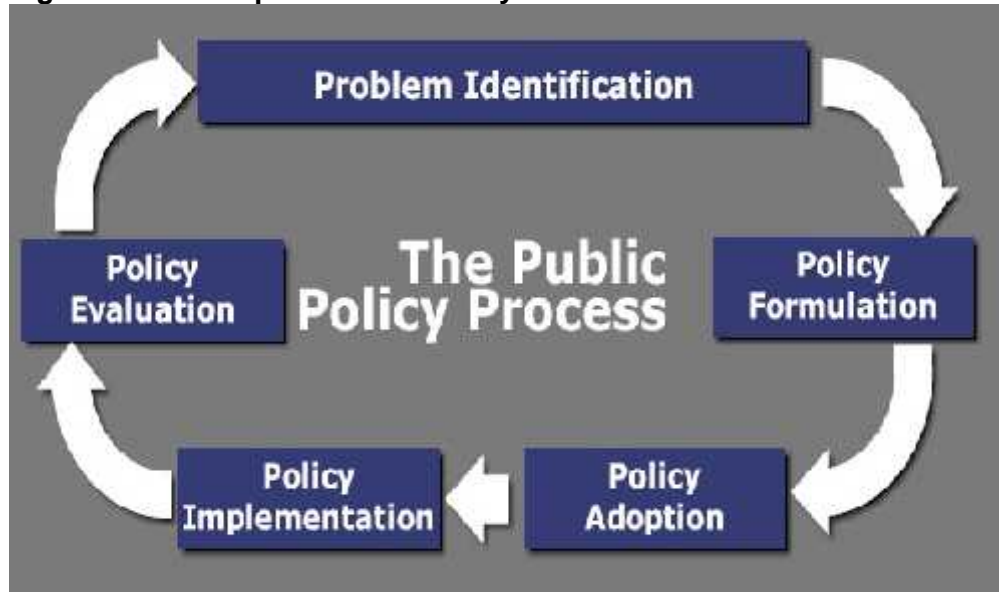 Problem Identification
Policy
Formulation
Policy
Adoption
Policy
Implementation
Policy
Evaluation
The Public
Policy Process